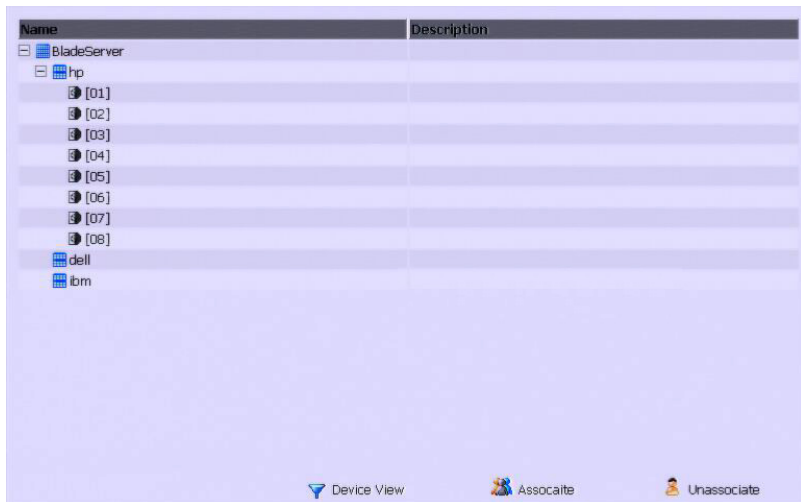 Name Description
BladeServer
hp
[01]
[02]
[03]
[04]
[05]
[06]
[07]
[08]
dell
ibm
Device View Assocaite Unassociate